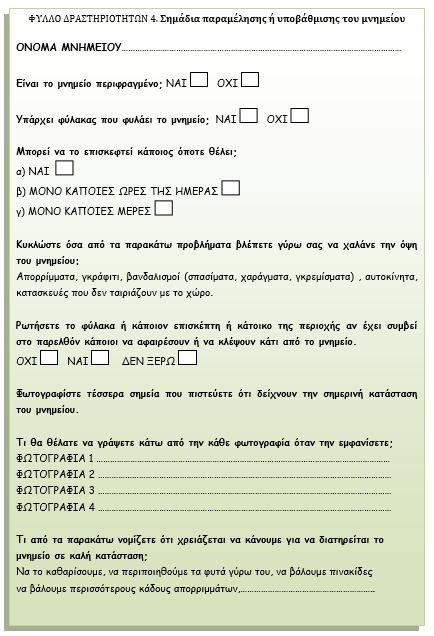 ΦΥΛΛΟ ΔΡΑΣΤΗΡΙΟΤΗΤΩΝ 4. Σημάδια παραμέλησης ή υποβάθμισης του μνημείου
ΟΝΟΜΑ ΜΝΗΜΕΙΟΥ……………………………………………………………………………………………
Είναι το μνημείο περιφραγμένο; ΝΑΙ ΟΧΙ
Υπάρχει φύλακας που φυλάει το μνημείο; ΝΑΙ ΟΧΙ
Μπορεί να το επισκεφτεί κάποιος όποτε θέλει;
α) ΝΑΙ
β) ΜΟΝΟ ΚΑΠΟΙΕΣ ΩΡΕΣ ΤΗΣ ΗΜΕΡΑΣ
γ) ΜΟΝΟ ΚΑΠΟΙΕΣ ΜΕΡΕΣ
Κυκλώστε όσα από τα παρακάτω προβλήματα βλέπετε γύρω σας να χαλάνε την όψη
του μνημείου;
Απορρίμματα, γκράφιτι, βανδαλισμοί (σπασίματα, χαράγματα, γκρεμίσματα) , αυτοκίνητα,
κατασκευές που δεν ταιριάζουν με το χώρο.
Ρωτήσετε το φύλακα ή κάποιον επισκέπτη ή κάτοικο της περιοχής αν έχει συμβεί
στο παρελθόν κάποιοι να αφαιρέσουν ή να κλέψουν κάτι από το μνημείο.
ΟΧΙ ΝΑΙ ΔΕΝ ΞΕΡΩ
Φωτογραφίστε τέσσερα σημεία που πιστεύετε ότι δείχνουν την σημερινή κατάσταση
του μνημείου.
Τι θα θέλατε να γράψετε κάτω από την κάθε φωτογραφία όταν την εμφανίσετε;
ΦΩΤΟΓΡΑΦΙΑ 1 ………………………………………………………………………………………
ΦΩΤΟΓΡΑΦΙΑ 2 ………………………………………………………………………………………
ΦΩΤΟΓΡΑΦΙΑ 3 ………………………………………………………………………………………
ΦΩΤΟΓΡΑΦΙΑ 4 ………………………………………………………………………………………
Τι από τα παρακάτω νομίζετε ότι χρειάζεται να κάνουμε για να διατηρείται το
μνημείο σε καλή κατάσταση;
Να το καθαρίσουμε, να περιποιηθούμε τα φυτά γύρω του, να βάλουμε πινακίδες
να βάλουμε περισσότερους κάδους απορριμμάτων,…………………………………………..